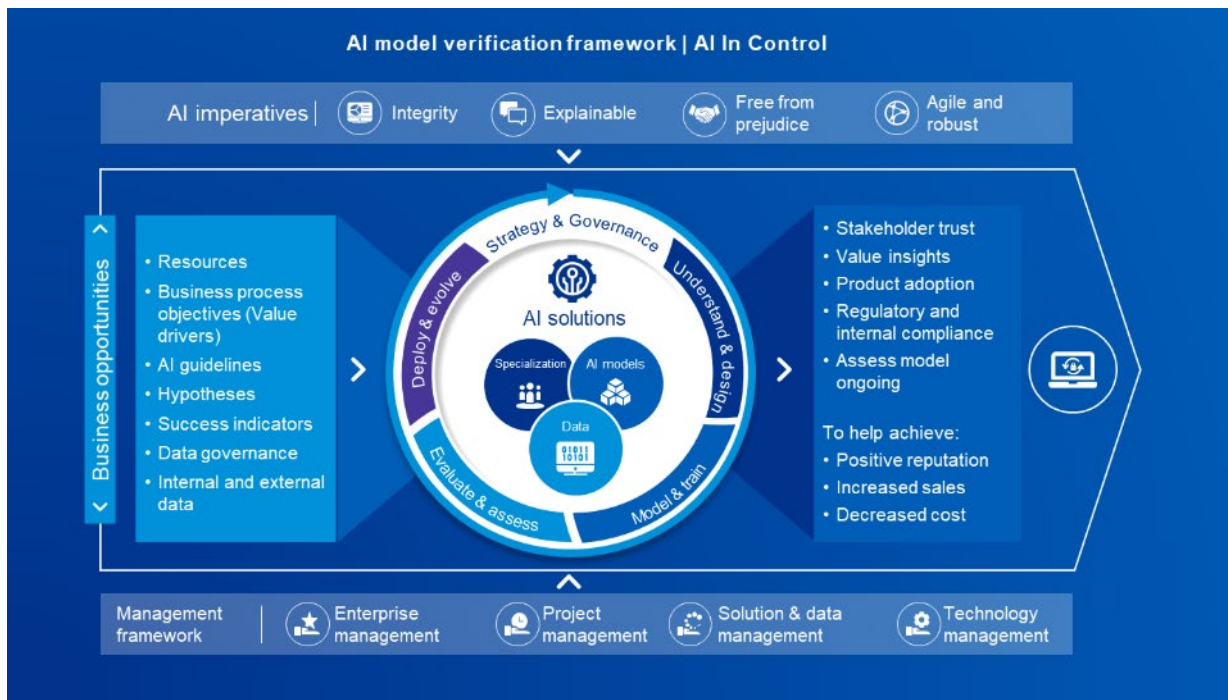 AI model verification framework | AI In Control
AI imperatives |
Integrity
Explainable
Free from
prejudice
Agile and
robust
Business opportunities
• Resources
• Business process
objectives (Value
drivers)
• AI guidelines
• Hypotheses
• Success indicators
• Data governance
• Internal and external
data
Strategy & Governance
Understand & design
Model & train
Evaluate & assess
Deploy & evolve
AI solutions
Specialization
AI models
Data
01011
10101
• Stakeholder trust
• Value insights
• Product adoption
• Regulatory and
internal compliance
• Assess model
ongoing
To help achieve:
• Positive reputation
• Increased sales
• Decreased cost
Management
framework
Enterprise
management
Project
management
Solution & data
management
Technology
management